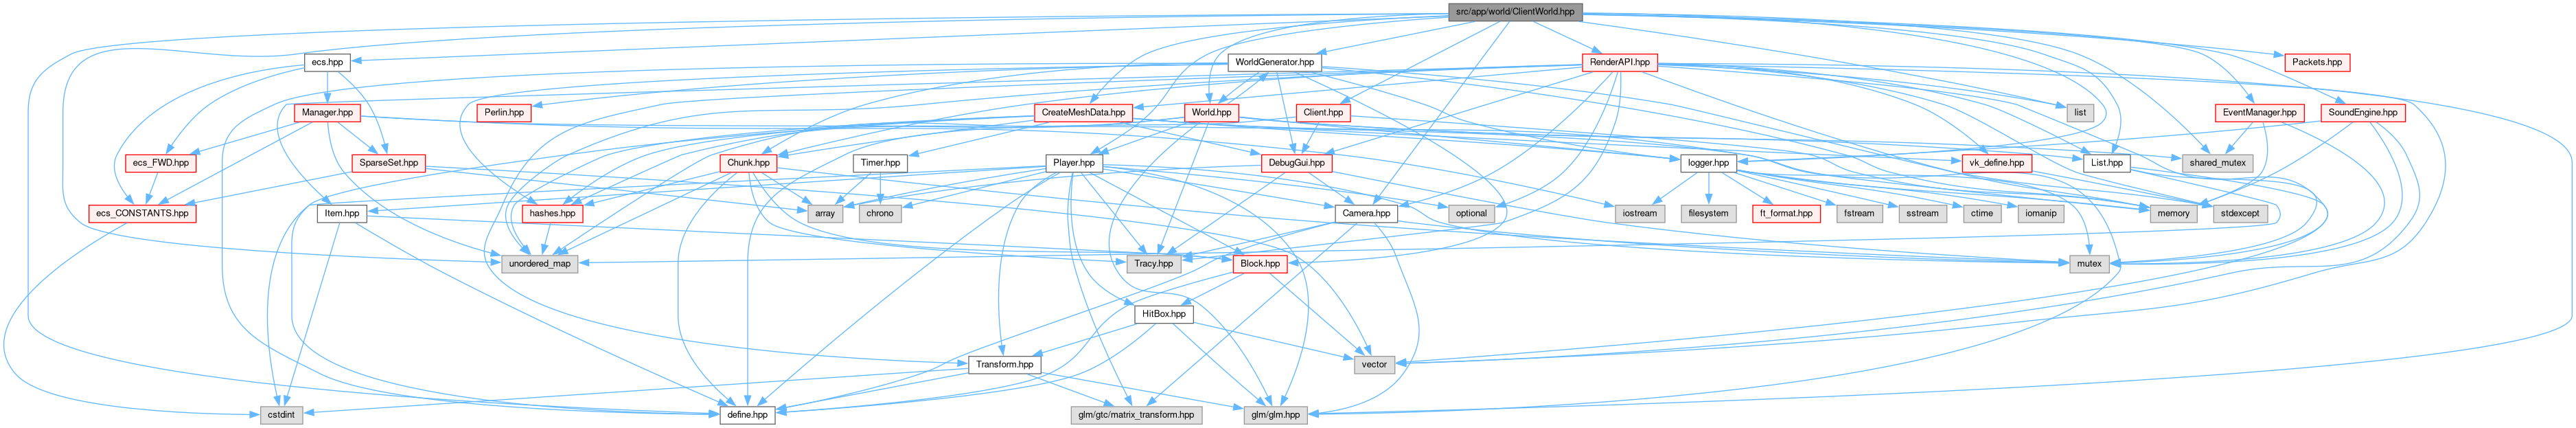 src/app/world/ClientWorld.hpp
ecs.hpp
WorldGenerator.hpp
RenderAPI.hpp
Packets.hpp
Manager.hpp
Perlin.hpp
CreateMeshData.hpp
World.hpp
Client.hpp
list
EventManager.hpp
SoundEngine.hpp
ecs_FWD.hpp
SparseSet.hpp
Chunk.hpp
Timer.hpp
Player.hpp
DebugGui.hpp
logger.hpp
vk_define.hpp
List.hpp
shared_mutex
ecs_CONSTANTS.hpp
Item.hpp
hashes.hpp
array
chrono
Camera.hpp
optional
iostream
filesystem
ft_format.hpp
fstream
sstream
ctime
iomanip
memory
stdexcept
unordered_map
Tracy.hpp
Block.hpp
mutex
HitBox.hpp
Transform.hpp
vector
cstdint
define.hpp
glm/gtc/matrix_transform.hpp
glm/glm.hpp